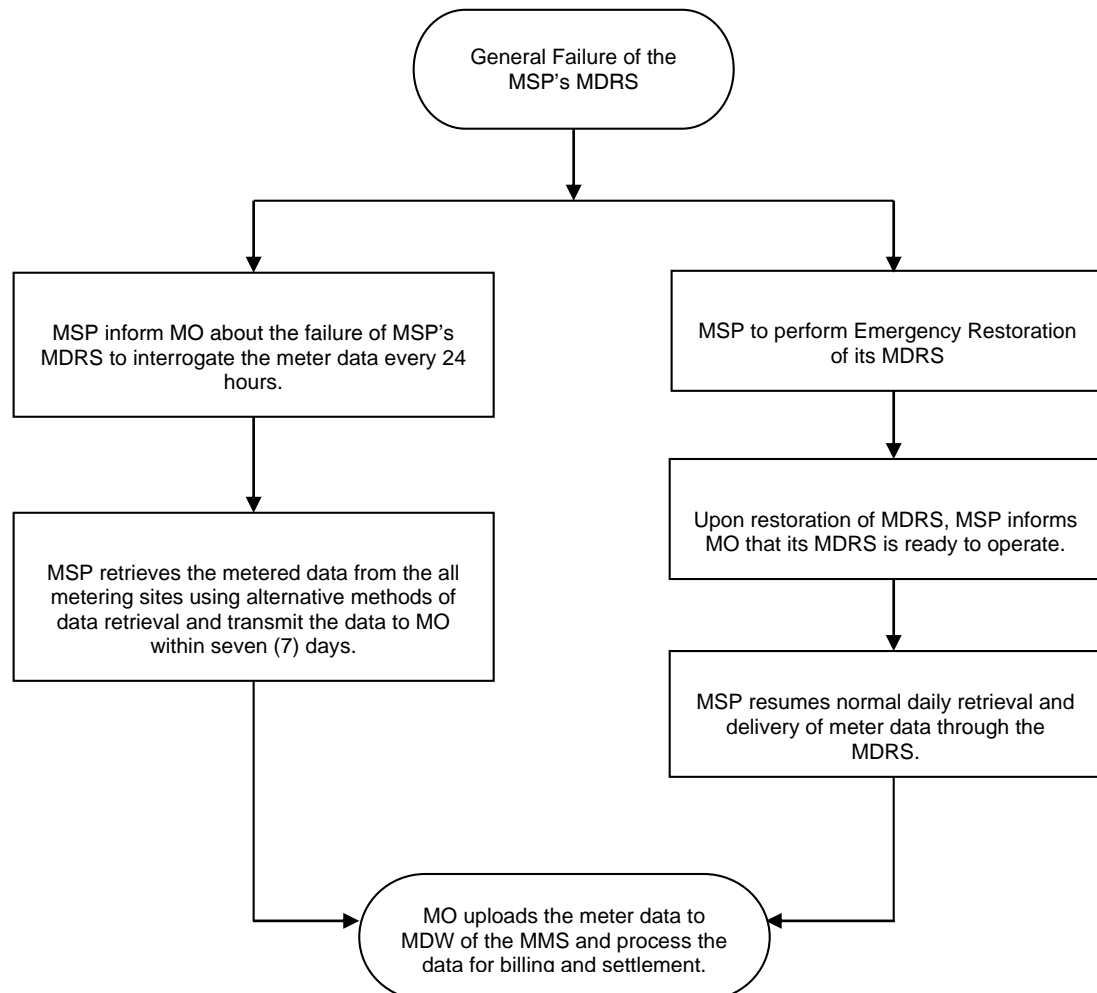 General Failure of the
MSP's MDRS
MSP inform MO about the failure of MSP's
MDRS to interrogate the meter data every 24
hours.
MSP to perform Emergency Restoration
of its MDRS
Upon restoration of MDRS, MSP informs
MO that its MDRS is ready to operate.
MSP retrieves the metered data from the all
metering sites using alternative methods of
data retrieval and transmit the data to MO
within seven (7) days.
MSP resumes normal daily retrieval and
delivery of meter data through the
MDRS.
MO uploads the meter data to
MDW of the MMS and process the
data for billing and settlement.